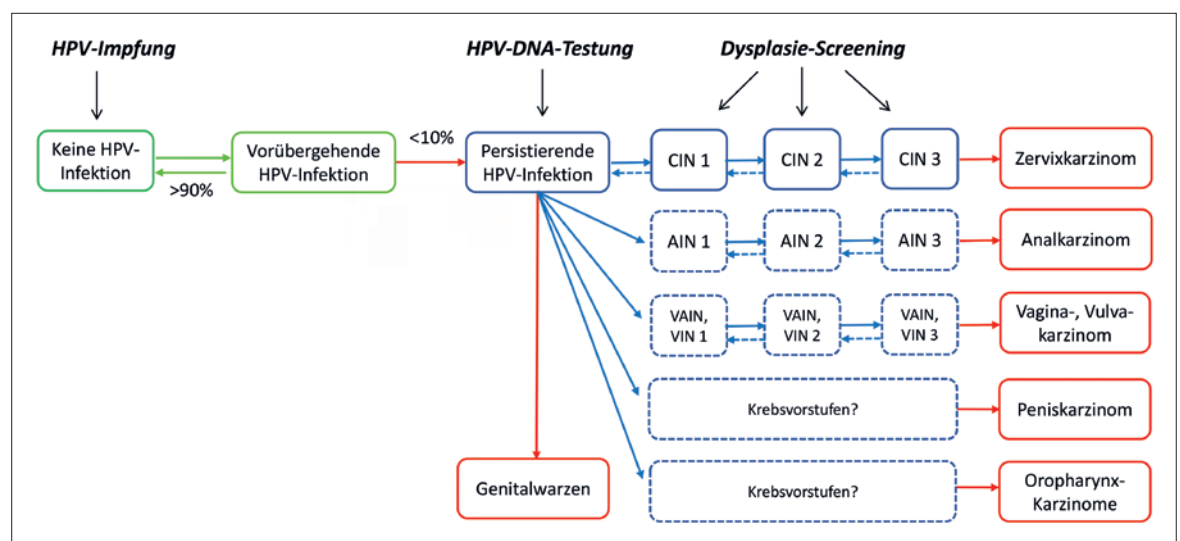 HPV-Impfung
HPV-DNA-Testung
Dysplasie-Screening
Keine HPV-
Infektion
>90%
Vorübergehende
HPV-Infektion
<10%
Persistierende
HPV-Infektion
CIN 1
CIN 2
CIN 3
Zervixkarzinom
AIN 1
AIN 2
AIN 3
Analkarzinom
VAIN,
VIN 1
VAIN,
VIN 2
VAIN,
VIN 3
Vagina-, Vulva-
karzinom
Krebsvorstufen?
Peniskarzinom
Genitalwarzen
Krebsvorstufen?
Oropharynx-
Karzinome